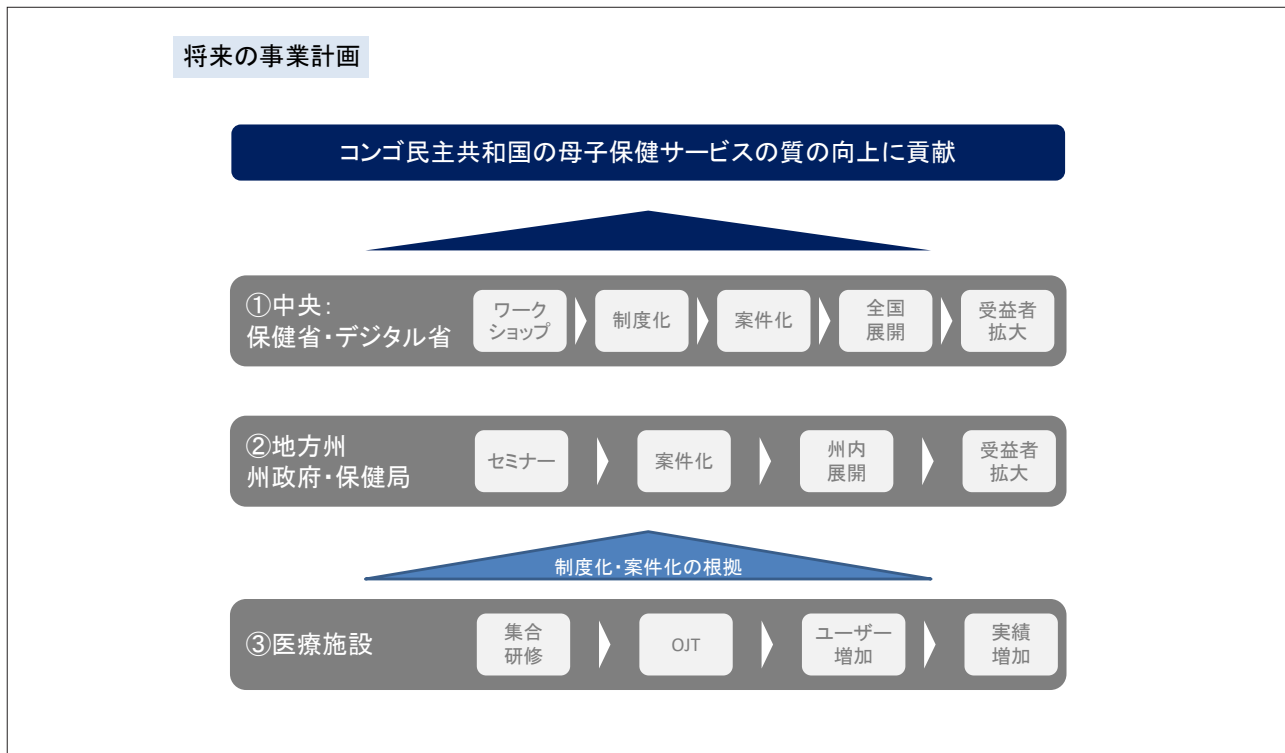 将来の事業計画
コンゴ民主共和国の母子保健サービスの質の向上に貢献
①中央：
保健省・デジタル省
ワーク
ショップ
制度化
案件化
全国
展開
受益者
拡大
②地方州
州政府・保健局
セミナー
案件化
州内
展開
受益者
拡大
制度化・案件化の根拠
③医療施設
集合
研修
OJT
ユーザー
増加
実績
増加